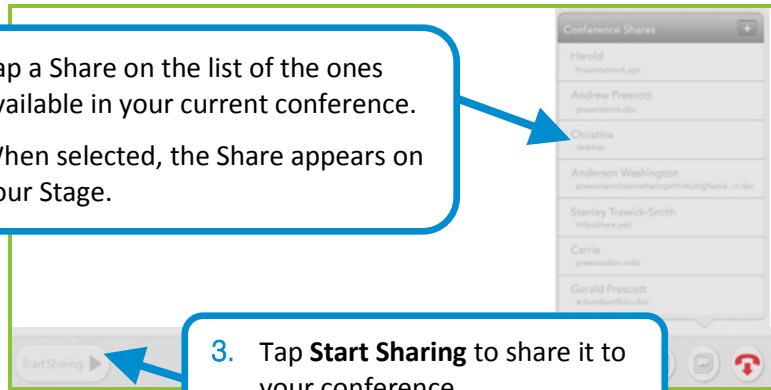 Conference Shares +
Harold
PresentationA.ppt
Andrew Prescott
presentation.doc
ap a Share on the list of the ones
vailable in your current conference.
Christine
desktop
When selected, the Share appears on
our Stage.
Anderson Washington
Stanley Trawick-Smith
VidyoShare.psd
Carrie
presentation.indd
Gerald Prescott
Start Sharing
3. Tap Start Sharing to share it to
your conference